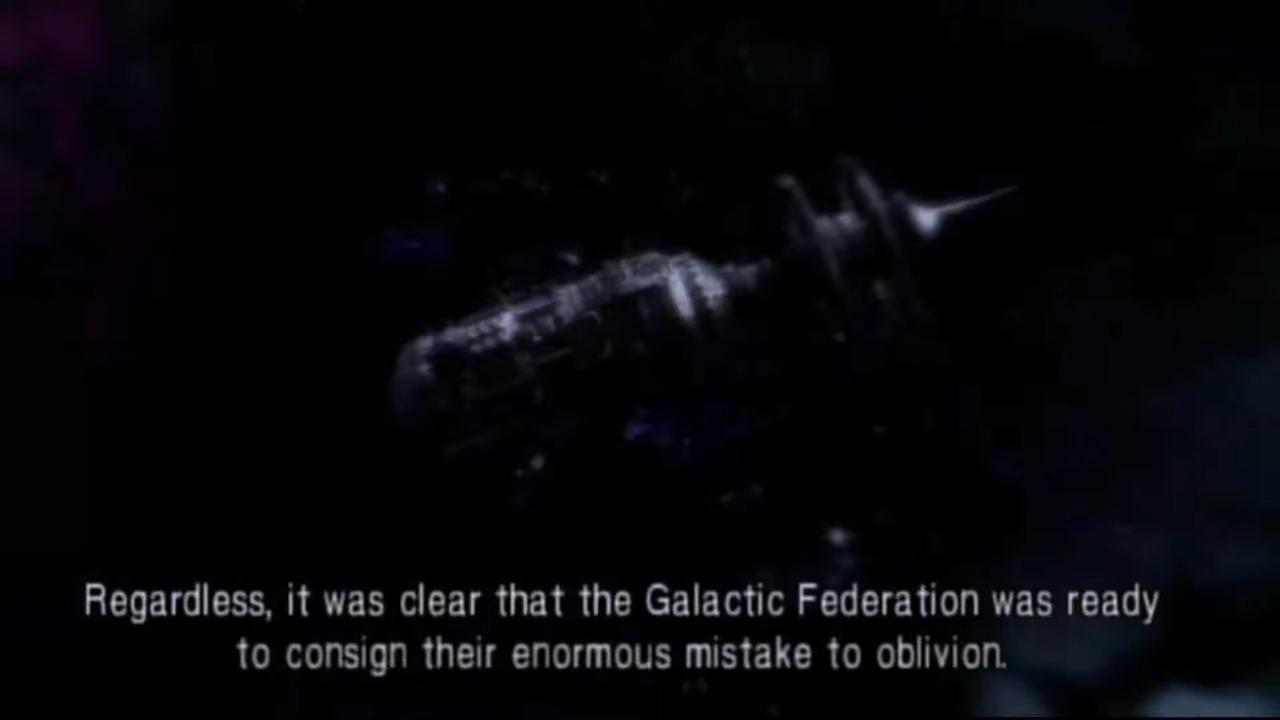 Regardless, it was clear that the Galactic Federation was ready
to consign their enormous mistake to oblivion.